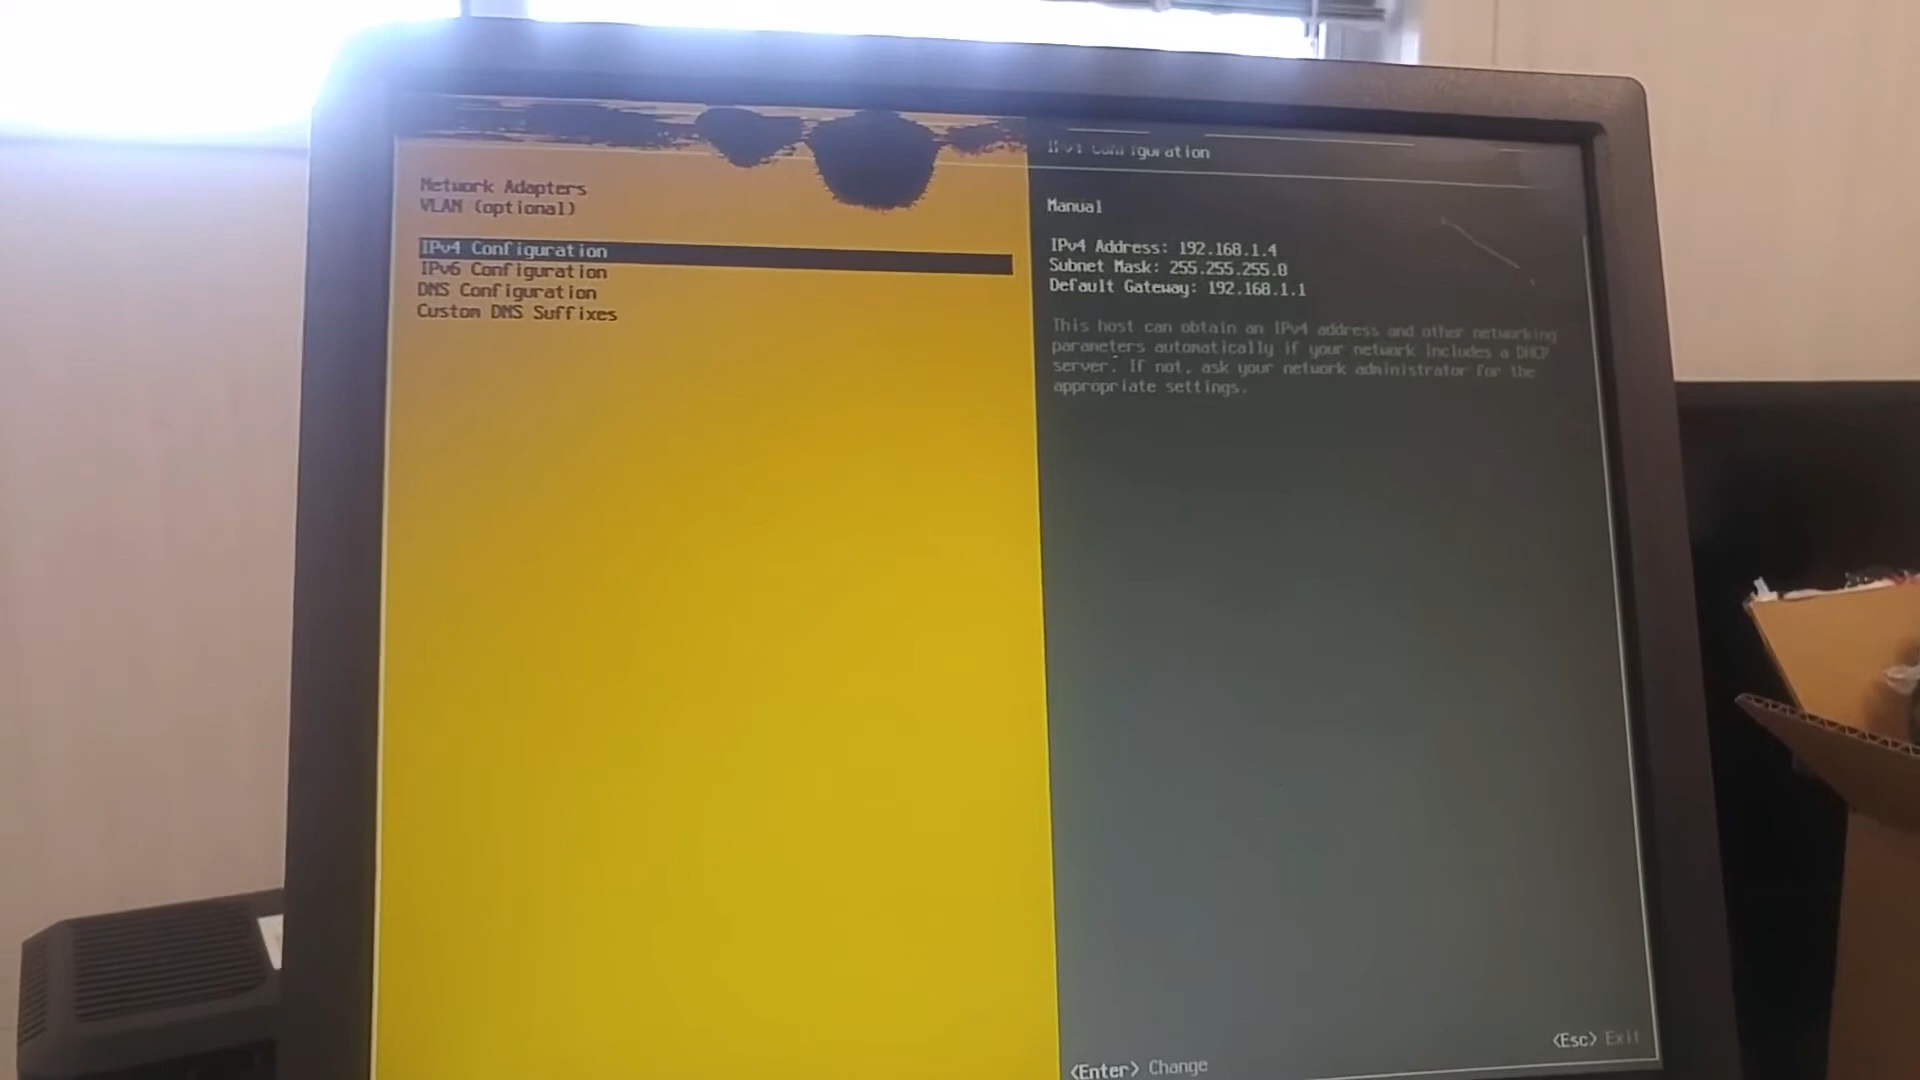 Network Adapters
VLAN (optional)
IPv4 Configuration
IPv6 Configuration
DNS Configuration
Custom DNS Suffixes
IPv4 Configuration
Manual
IPv4 Address: 192.168.1.4
Subnet Mask: 255.255.255.0
Default Gateway: 192.168.1.1
This host can obtain an IPv4 address and other networking
parameters automatically if your network includes a DHCP
server. If not, ask your network administrator for the
appropriate settings.
<Enter> Change
<Esc> Exit